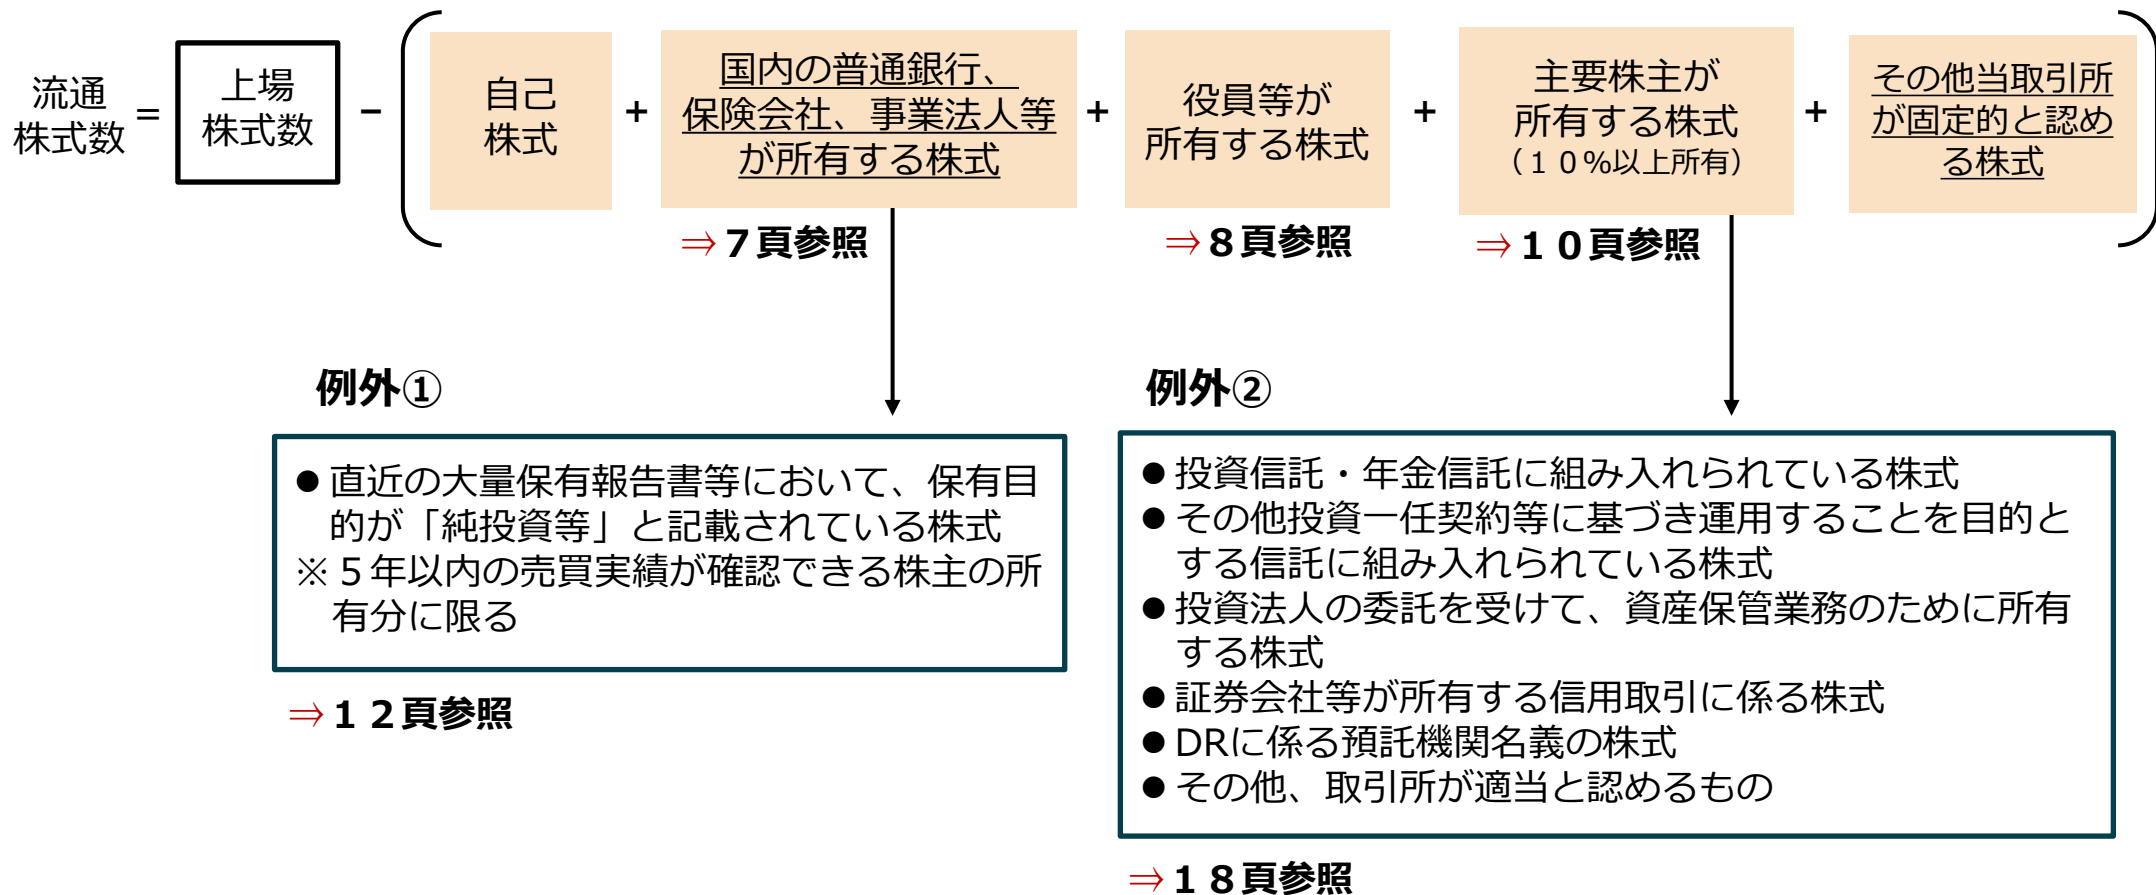 流通
株式数
=
上場
株式数
－
自己
株式
+
国内の普通銀行、
保険会社、事業法人等
が所有する株式
+
役員等が
所有する株式
+
主要株主が
所有する株式
（１０％以上所有）
+
その他当取引所
が固定的と認め
る株式
⇒７頁参照
⇒８頁参照
⇒１０頁参照
例外①
●直近の大量保有報告書等において、保有目
的が「純投資等」と記載されている株式
※５年以内の売買実績が確認できる株主の所
有分に限る
⇒１２頁参照
例外②
●投資信託・年金信託に組み入れられている株式
●その他投資一任契約等に基づき運用することを目的と
する信託に組み入れられている株式
●投資法人の委託を受けて、資産保管業務のために所有
する株式
●証券会社等が所有する信用取引に係る株式
●DRに係る預託機関名義の株式
●その他、取引所が適当と認めるもの
⇒１８頁参照